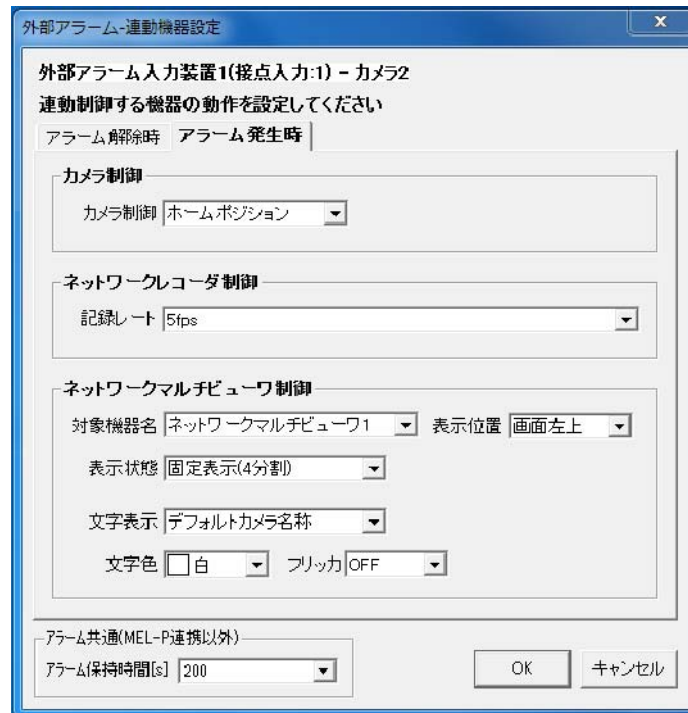 外部アラーム-連動機器設定
外部アラーム入力装置1(接点入力:1) - カメラ2
連動制御する機器の動作を設定してください
アラーム解除時 アラーム発生時
カメラ制御
カメラ制御 ホームポジション
ネットワークレコーダ制御
記録レート 5fps
ネットワークマルチビューワ制御
対象機器名 ネットワークマルチビューワ1 表示位置 画面左上
表示状態 固定表示(4分割)
文字表示 デフォルトカメラ名称
文字色 白 フリッカ OFF
アラーム共通(MEL-P連携以外)
アラーム保持時間[s] 200
OK キャンセル